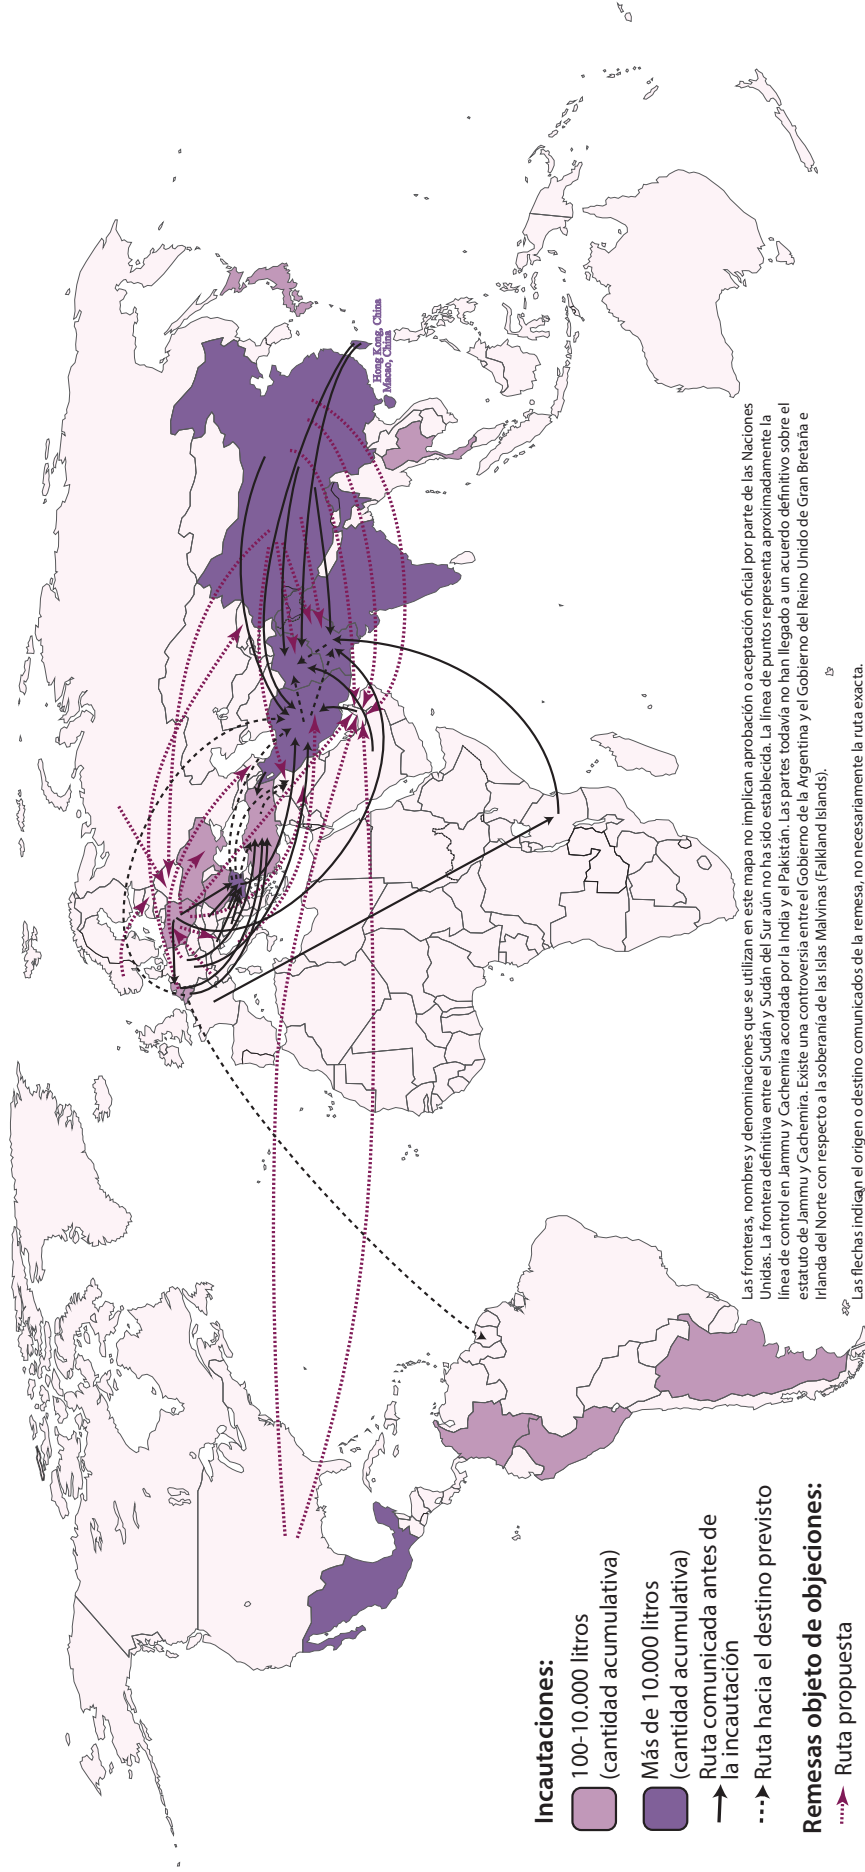 Hong Kong, China
Macao, China
Las fronteras, nombres y denominaciones que se utilizan en este mapa no implican aprobación o aceptación oficial por parte de las Naciones
Unidas. La frontera definitiva entre el Sudán y Sudán del Sur aún no ha sido establecida. La línea de puntos representa aproximadamente la
línea de control en Jammu y Cachemira acordada por la India y el Pakistán. Las partes todavía no han llegado a un acuerdo definitivo sobre el
estatuto de Jammu y Cachemira. Existe una controversia entre el Gobierno de la Argentina y el Gobierno del Reino Unido de Gran Bretaña e
Irlanda del Norte con respecto a la soberanía de las Islas Malvinas (Falkland Islands).
Las flechas indican el origen o destino comunicados de la remesa, no necesariamente la ruta exacta.
Incautaciones:
100-10.000 litros
(cantidad acumulativa)
Más de 10.000 litros
(cantidad acumulativa)
Ruta comunicada antes de
la incautación
Ruta hacia el destino previsto
Remesas objeto de objeciones:
Ruta propuesta